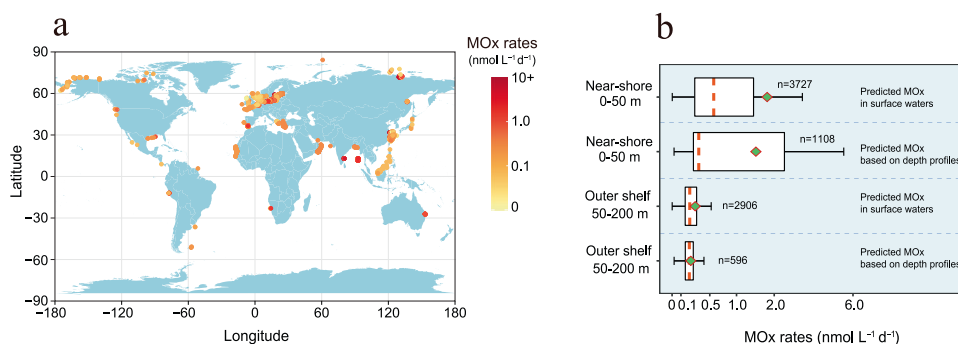 a
MOx rates
(nmol L⁻¹ d⁻¹)
10+
1.0
0.1
0
90
60
30
0
−30
−60
−90
Latitude
−180
−120
−60
0
60
120
180
Longitude
b
Near-shore
0-50 m
n=3727
Predicted MOx
in surface waters
Near-shore
0-50 m
n=1108
Predicted MOx
based on depth profiles
Outer shelf
50-200 m
n=2906
Predicted MOx
in surface waters
Outer shelf
50-200 m
n=596
Predicted MOx
based on depth profiles
0 0.1 0.5 1.0 2.0 6.0
MOx rates (nmol L⁻¹ d⁻¹)